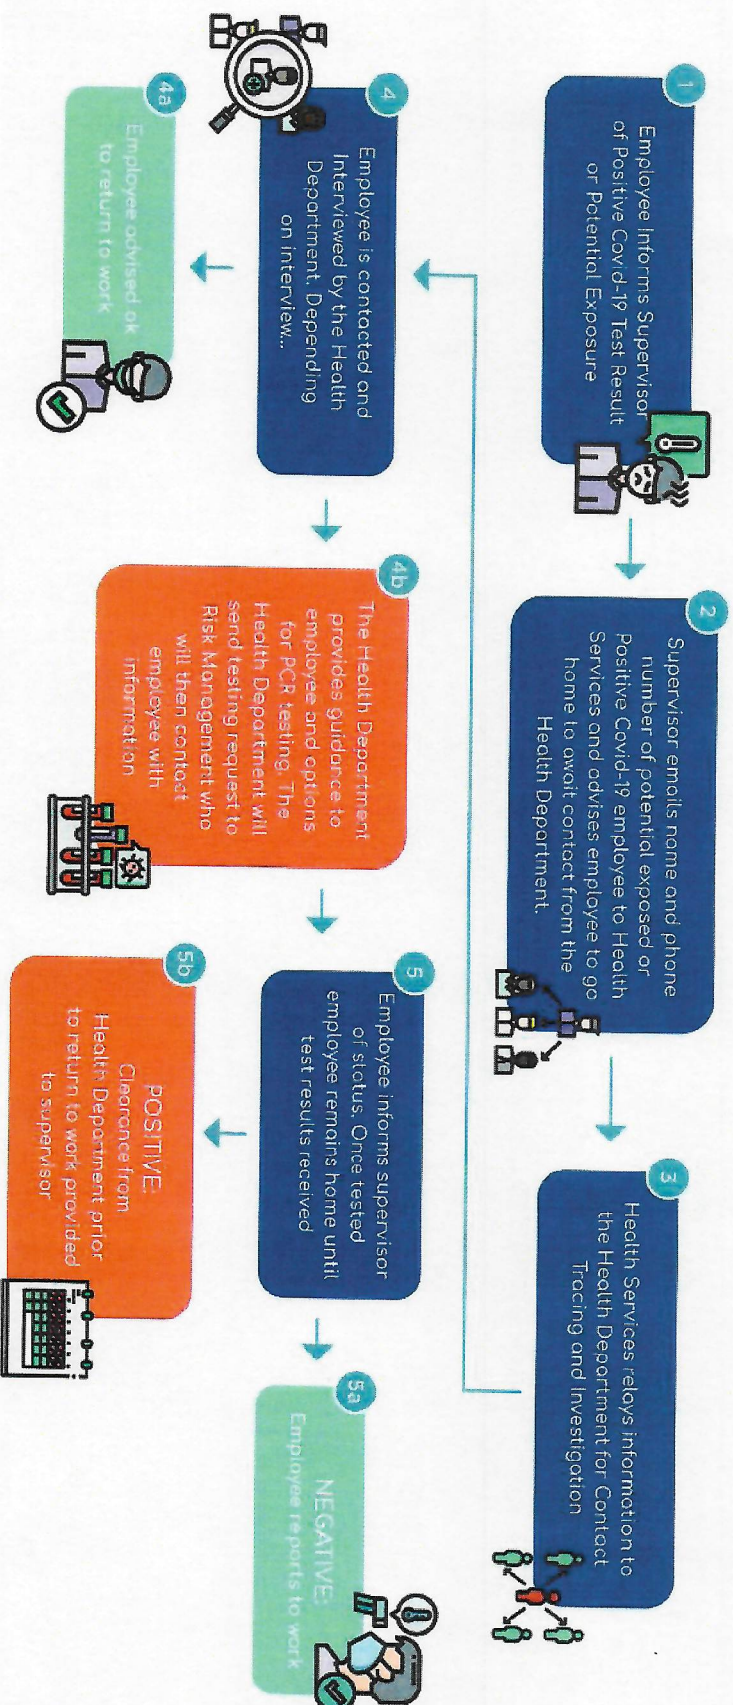 1
Employee Informs Supervisor
of Positive Covid-19 Test Result
or Potential Exposure
2
Supervisor emails name and phone
number of potential exposed or
Positive Covid-19 employee to Health
Services and advises employee to go
home to await contact from the
Health Department.
3
Health Services relays information to
the Health Department for Contact
Tracing and Investigation
4
Employee is contacted and
Interviewed by the Health
Department. Depending
on interview...
4a
Employee advised ok
to return to work
4b
The Health Department
provides guidance to
employee and options
for PCR testing. The
Health Department will
send testing request to
Risk Management who
will then contact
employee with
information
5
Employee informs supervisor
of status. Once tested
employee remains home until
test results received
5a
NEGATIVE:
Employee reports to work
5b
POSITIVE:
Clearance from
Health Department prior
to return to work provided
to supervisor